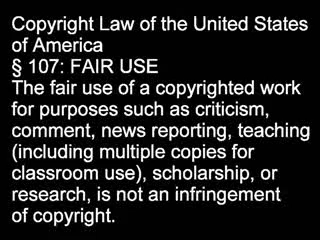 Copyright Law of the United States
of America
§ 107: FAIR USE
The fair use of a copyrighted work
for purposes such as criticism,
comment, news reporting, teaching
(including multiple copies for
classroom use), scholarship, or
research, is not an infringement
of copyright.